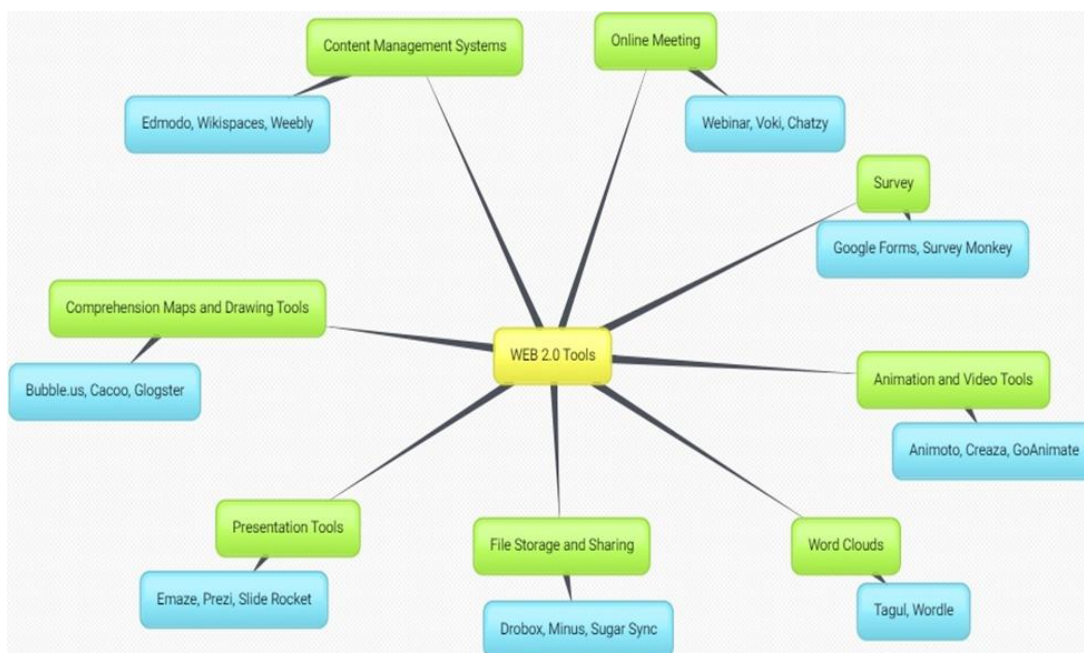 Content Management Systems
Edmodo, Wikispaces, Weebly
Online Meeting
Webinar, Voki, Chatzy
Survey
Google Forms, Survey Monkey
Comprehension Maps and Drawing Tools
Bubble.us, Cacoo, Glogster
WEB 2.0 Tools
Animation and Video Tools
Animoto, Creaza, GoAnimate
Presentation Tools
Emaze, Prezi, Slide Rocket
File Storage and Sharing
Drobox, Minus, Sugar Sync
Word Clouds
Tagul, Wordle